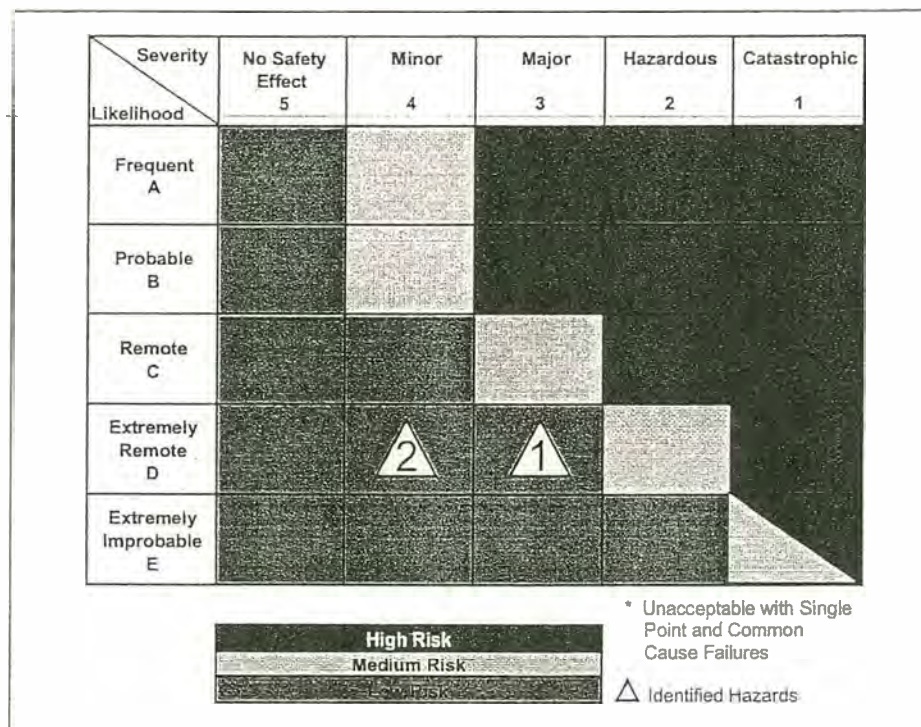 Severity
Likelihood
No Safety
Effect
5
Minor
4
Major
3
Hazardous
2
Catastrophic
1
Frequent
A
Probable
B
Remote
C
Extremely
Remote
D
2
1
Extremely
Improbable
E
High Risk
Medium Risk
Low Risk
* Unacceptable with Single
Point and Common
Cause Failures
Identified Hazards